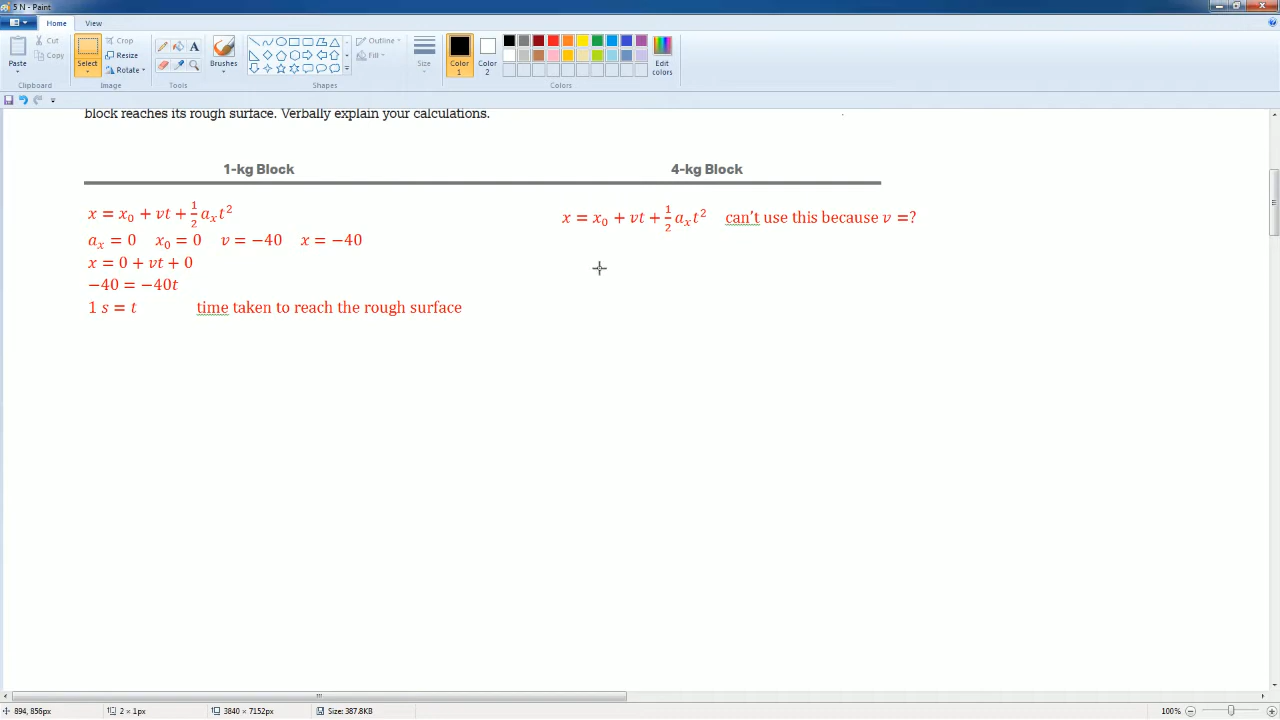 5 N - Paint
Home View
Paste
Cut
Copy
Clipboard
Select
Crop
Resize
Rotate
Image
A
Tools
Brushes
Outline
Fill
Shapes
Size
Color 1
Color 2
Edit colors
Colors
block reaches its rough surface. Verbally explain your calculations.
1-kg Block
x = x₀ + vt + ½ aₓt²
aₓ = 0 x₀ = 0 v = −40 x = −40
x = 0 + vt + 0
−40 = −40t
1 s = t time taken to reach the rough surface
4-kg Block
x = x₀ + vt + ½ aₓt² can't use this because v =?
894, 856px
2 × 1px
3840 × 7152px
Size: 387.8KB
100%